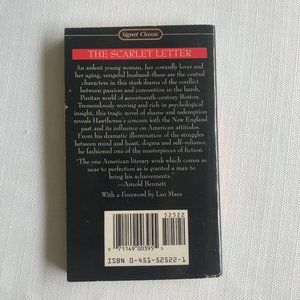 Signet Classic
THE SCARLET LETTER
An ardent young woman, her cowardly lover and
her aging, vengeful husband—these are the central
characters in this stark drama of the conflict
between passion and convention in the harsh,
Puritan world of seventeenth-century Boston.
Tremendously moving and rich in psychological
insight, this tragic novel of shame and redemption
reveals Hawthorne's concern with the New England
past and its influence on American attitudes.
From his dramatic illumination of the struggles
between mind and heart, dogma and self-reliance,
he fashioned one of the masterpieces of fiction.
"The one American literary work which comes as
near to perfection as is granted a man to
bring his achievements."
—Arnold Bennett
With a Foreword by Leo Marx
52522
0 71149 00395 1
ISBN 0-451-52522-1